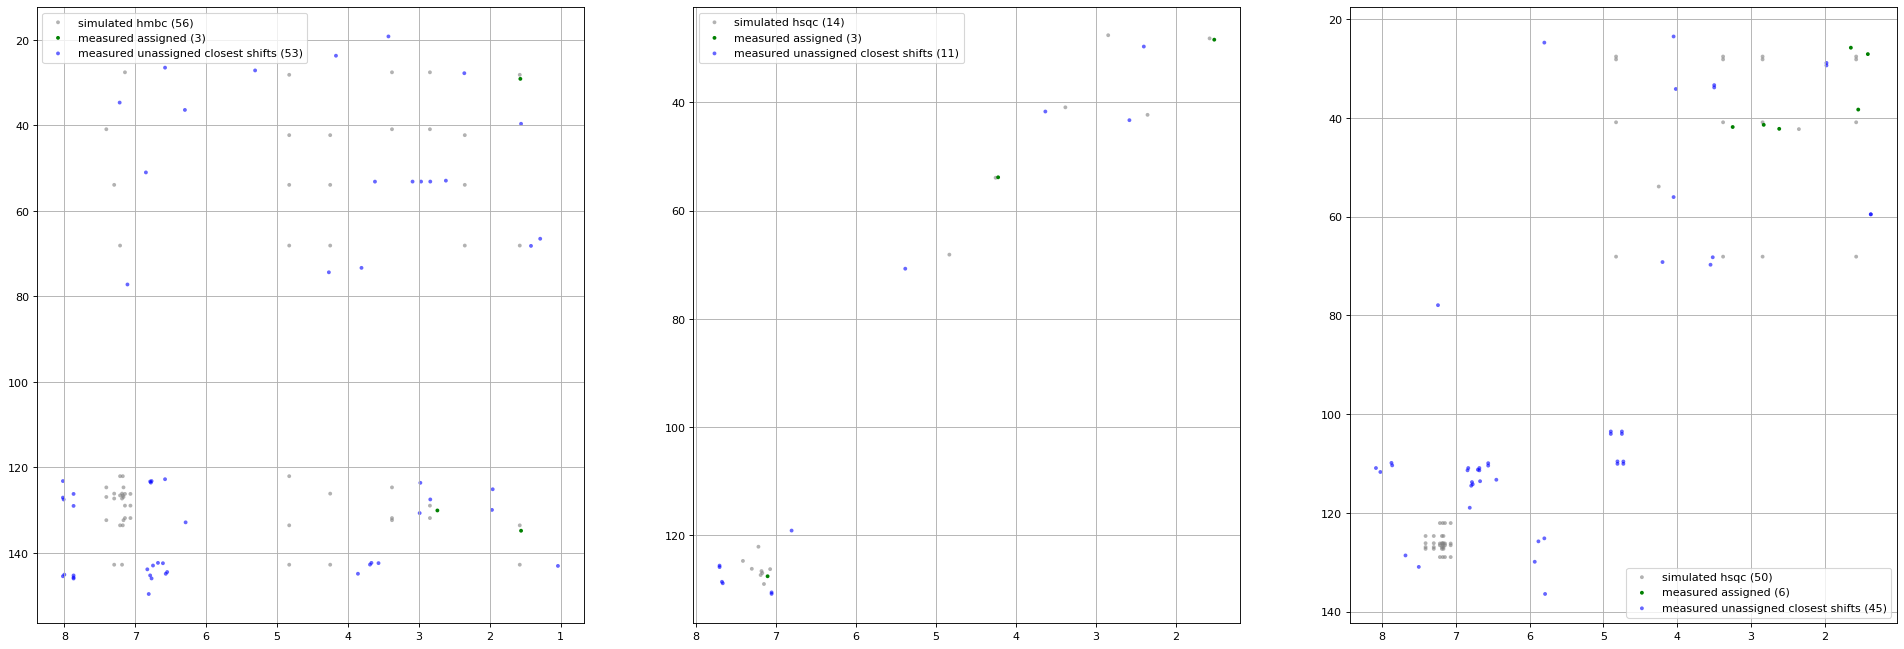 simulated hmbc (56)
measured assigned (3)
measured unassigned closest shifts (53)
20
40
60
80
100
120
140
8 7 6 5 4 3 2 1
simulated hsqc (14)
measured assigned (3)
measured unassigned closest shifts (11)
40
60
80
100
120
8 7 6 5 4 3 2
20
40
60
80
100
120
140
simulated hsqc (50)
measured assigned (6)
measured unassigned closest shifts (45)
8 7 6 5 4 3 2